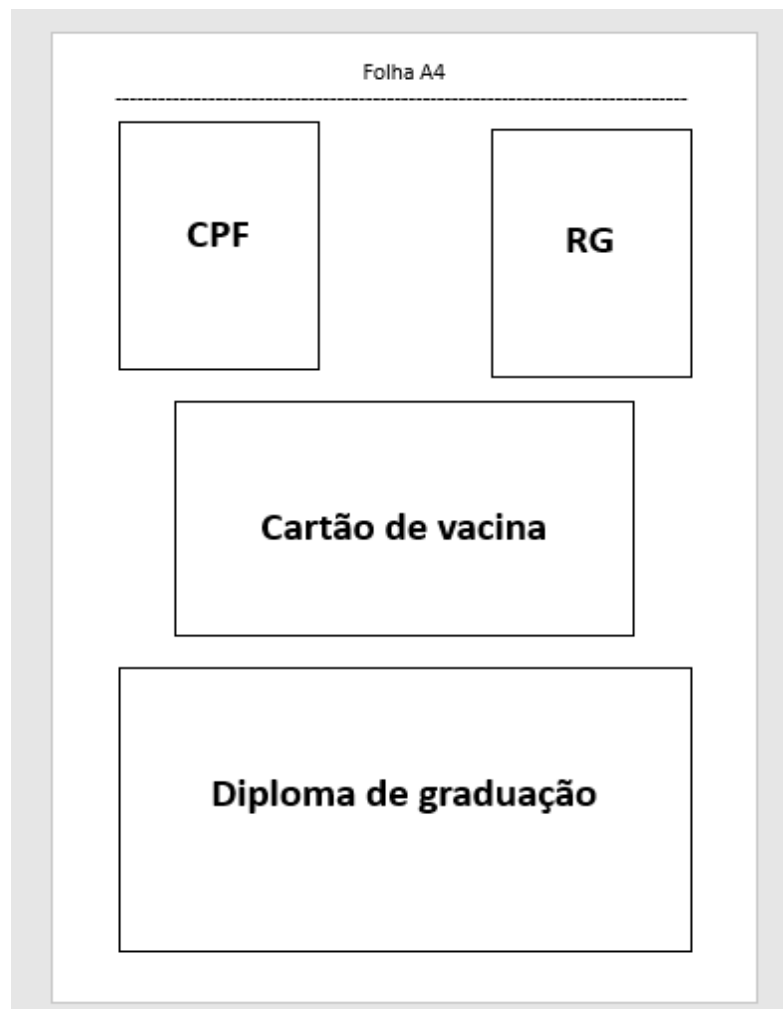 Folha A4
CPF
RG
Cartão de vacina
Diploma de graduação